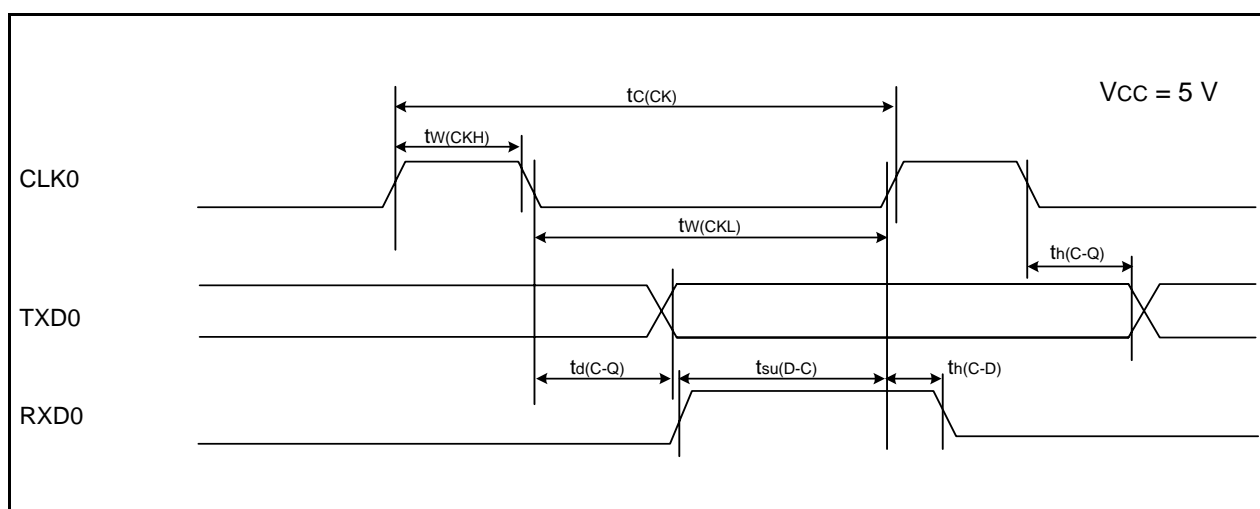 tC(CK)
VCC = 5 V
tW(CKH)
CLK0
tW(CKL)
th(C-Q)
TXD0
td(C-Q)
tsu(D-C)
th(C-D)
RXD0